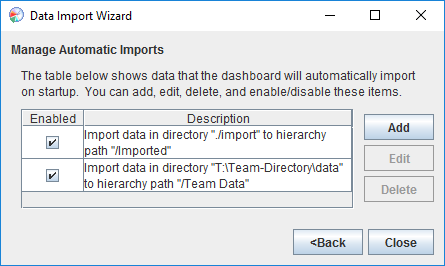 Data Import Wizard
Manage Automatic Imports
The table below shows data that the dashboard will automatically import
on startup. You can add, edit, delete, and enable/disable these items.
Enabled Description
Import data in directory "./import" to hierarchy
path "/Imported"
Import data in directory "T:\Team-Directory\data"
to hierarchy path "/Team Data"
Add
Edit
Delete
<Back Close